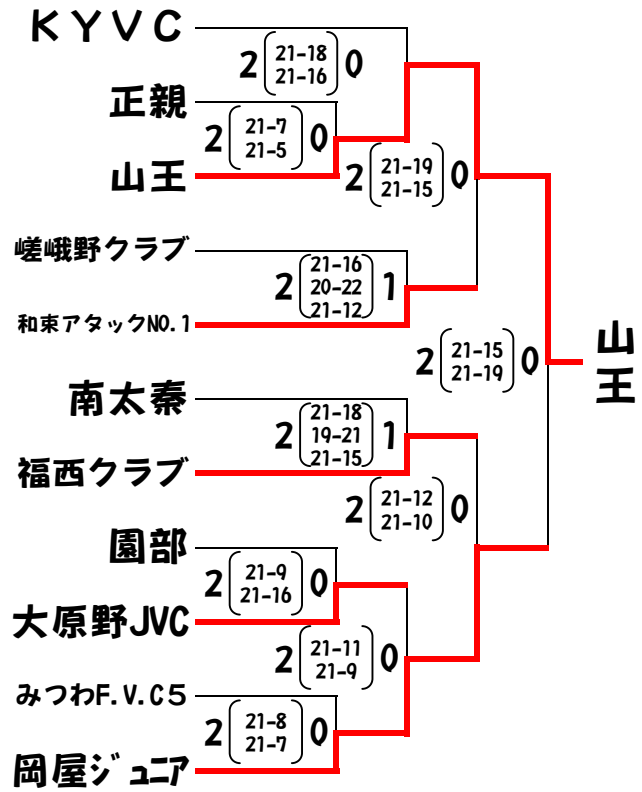 KYVC
2 21-18 0
21-16
正親
2 21-7 0
21-5
山王
2 21-19 0
21-15
嵯峨野クラブ
21-16
2 20-22 1
21-12
和束アタックNO.1
2 21-15 0
21-19
山王
南太秦
21-18
2 19-21 1
21-15
福西クラブ
2 21-12 0
21-10
園部
2 21-9 0
21-16
大原野JVC
2 21-11 0
21-9
みつわF.V.C5
2 21-8 0
21-7
岡屋ジュニア